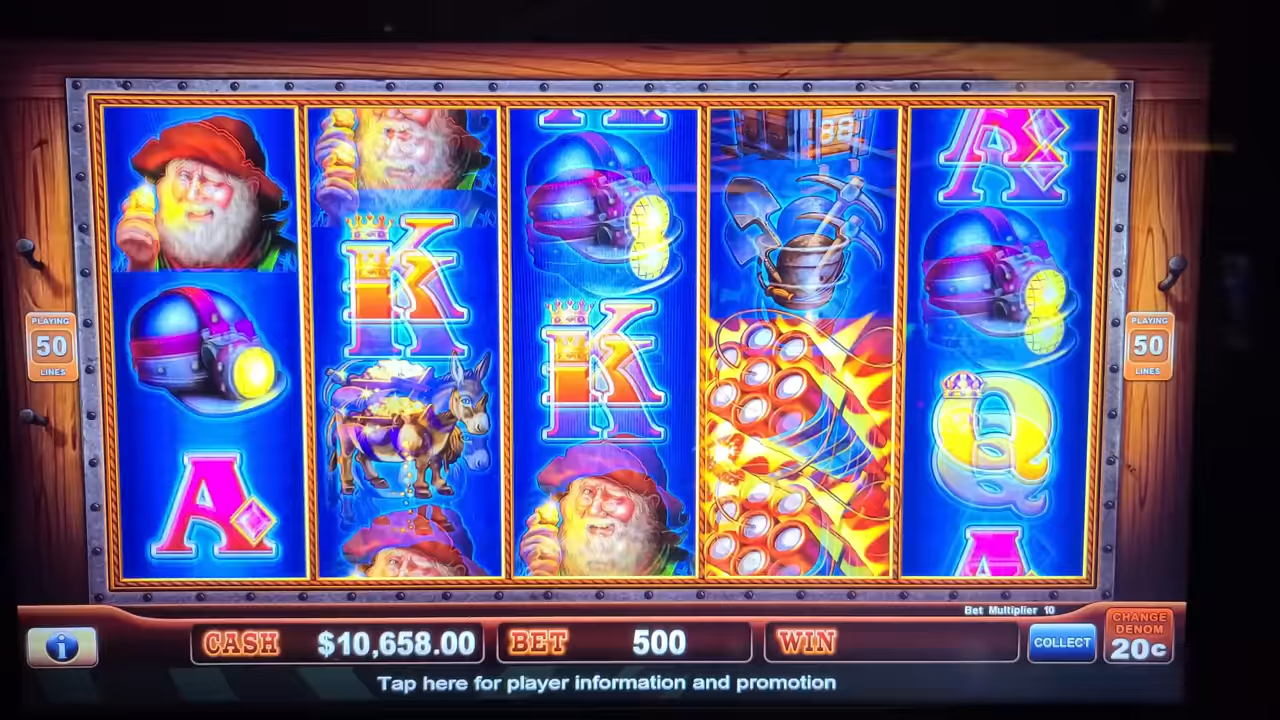 A
88
K
A
PLAYING
50
LINES
K
Q
PLAYING
50
LINES
A
A
Bet Multiplier 10
CASH $10,658.00 BET 500 WIN COLLECT
CHANGE
DENOM
20c
i
Tap here for player information and promotion